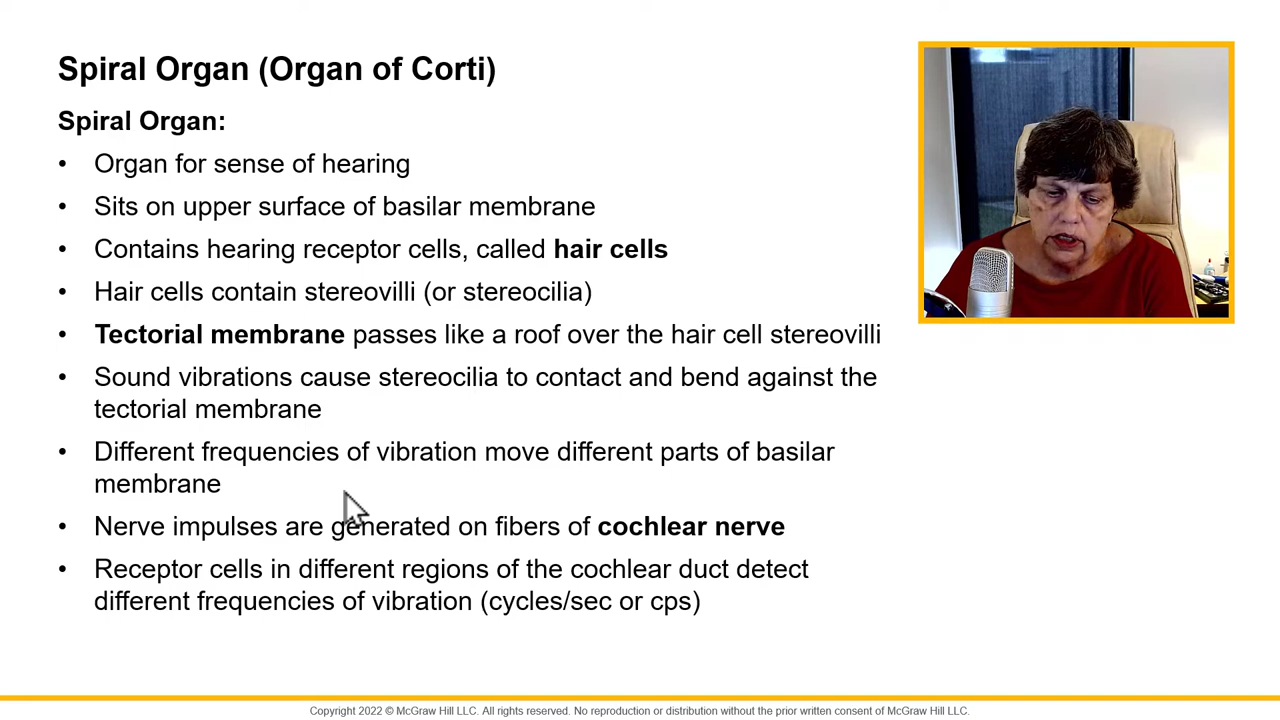 Spiral Organ (Organ of Corti)
Spiral Organ:
• Organ for sense of hearing
• Sits on upper surface of basilar membrane
• Contains hearing receptor cells, called hair cells
• Hair cells contain stereovilli (or stereocilia)
• Tectorial membrane passes like a roof over the hair cell stereovilli
• Sound vibrations cause stereocilia to contact and bend against the
tectorial membrane
• Different frequencies of vibration move different parts of basilar
membrane
• Nerve impulses are generated on fibers of cochlear nerve
• Receptor cells in different regions of the cochlear duct detect
different frequencies of vibration (cycles/sec or cps)
Copyright 2022 © McGraw Hill LLC. All rights reserved. No reproduction or distribution without the prior written consent of McGraw Hill LLC.